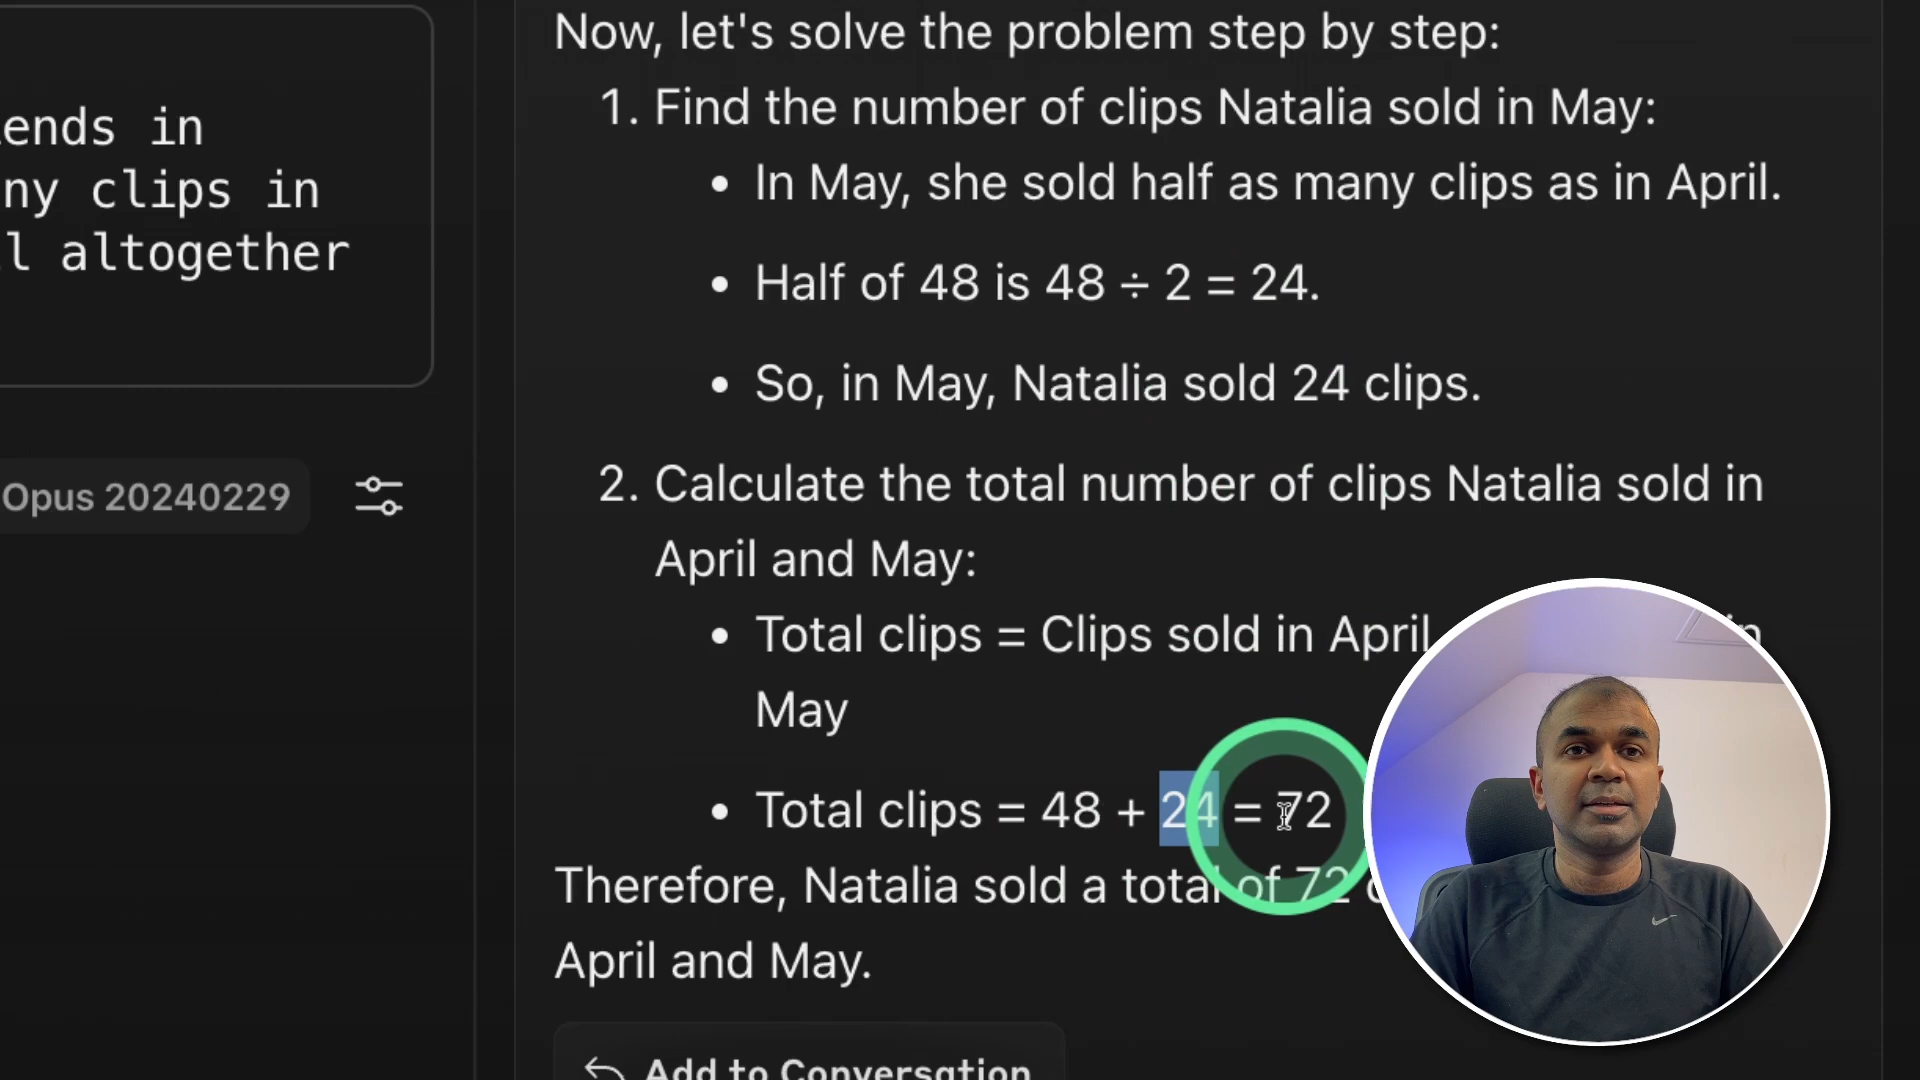 Now, let's solve the problem step by step:
1. Find the number of clips Natalia sold in May:
ends in
• In May, she sold half as many clips as in April.
ny clips in
l altogether
• Half of 48 is 48 ÷ 2 = 24.
• So, in May, Natalia sold 24 clips.
Opus 20240229
2. Calculate the total number of clips Natalia sold in
April and May:
• Total clips = Clips sold in April in
May
• Total clips = 48 + 24 = 72
Therefore, Natalia sold a total of 72
April and May.
Add to Conversation